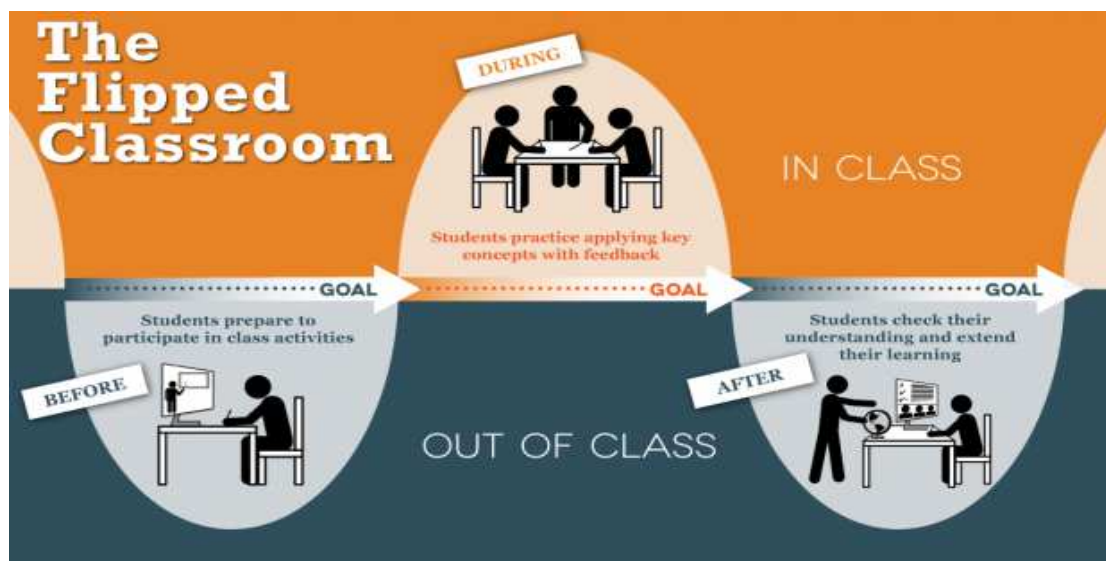 The
Flipped
Classroom
DURING
Students practice applying key
concepts with feedback
IN CLASS
GOAL
GOAL
GOAL
Students prepare to
participate in class activities
BEFORE
OUT OF CLASS
Students check their
understanding and extend
their learning
AFTER